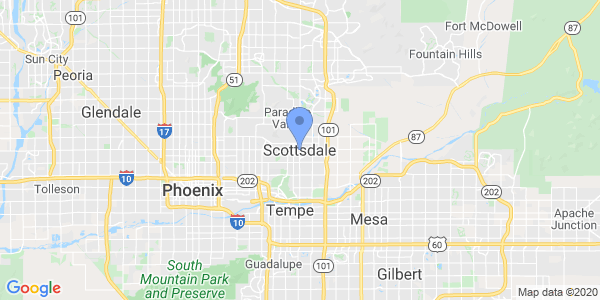 101
Fort McDowell
87
Sun City
Fountain Hills
Peoria
51
Glendale
Paradise
Valley
17
101
87
Scottsdale
10
202
202
202
Tolleson
Phoenix
Tempe
Mesa
10
Apache
Junction
60
South
Mountain Park
and Preserve
Guadalupe
101
Gilbert
Google
Map data ©2020